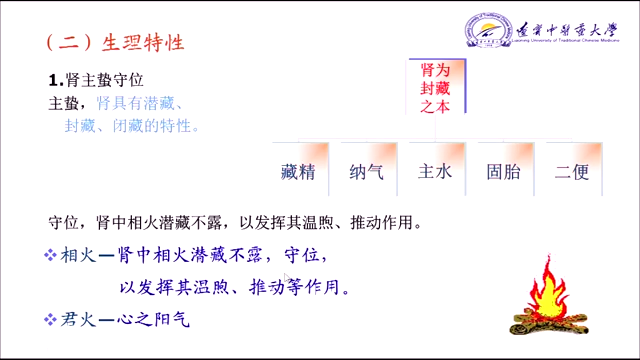 （二）生理特性
遼寧中醫藥大學
Liaoning University of Traditional Chinese Medicine
1.肾主蛰守位
主蛰，肾具有潜藏、
封藏、闭藏的特性。
肾为
封藏
之本
藏精 纳气 主水 固胎 二便
守位，肾中相火潜藏不露，以发挥其温煦、推动作用。
❖相火—肾中相火潜藏不露，守位，
以发挥其温煦、推动等作用。
❖君火—心之阳气